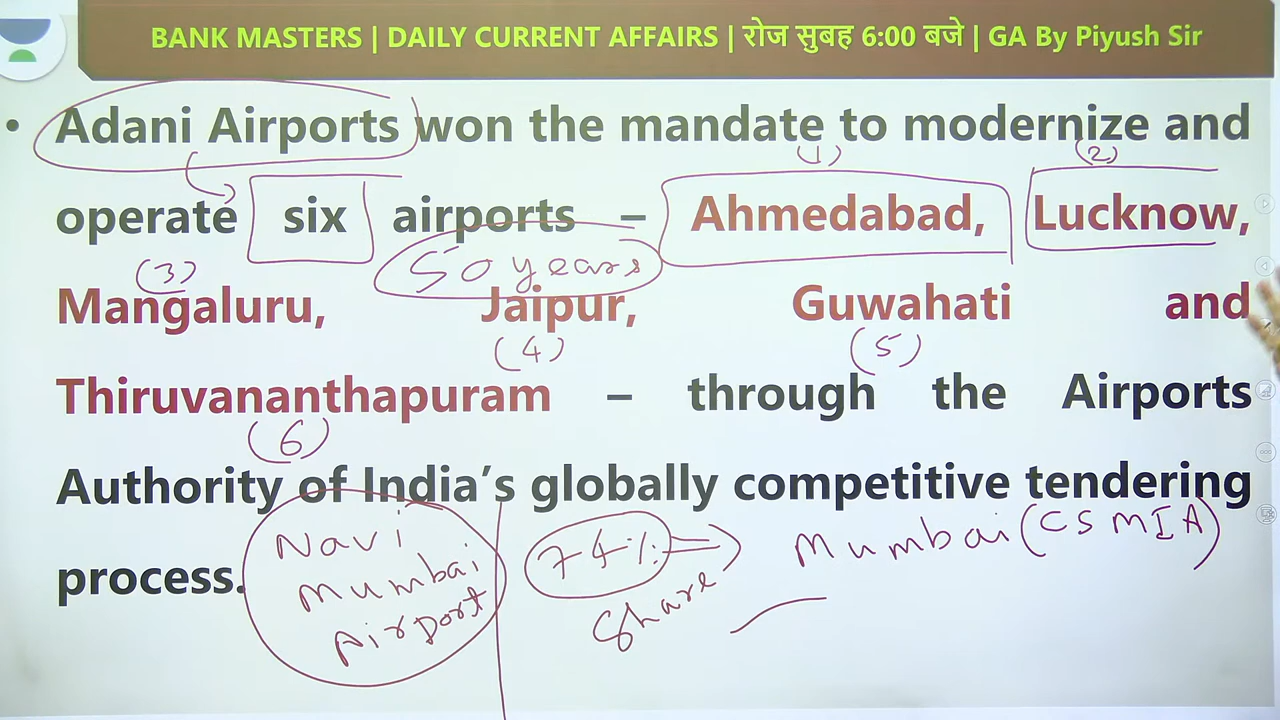 BANK MASTERS | DAILY CURRENT AFFAIRS | रोज सुबह 6:00 बजे | GA By Piyush Sir
• Adani Airports won the mandate to modernize and
(1) (2)
operate six airports – Ahmedabad, Lucknow,
(3) 50 years
Mangaluru, Jaipur, Guwahati and
(4) (5)
Thiruvananthapuram – through the Airports
(6)
Authority of India’s globally competitive tendering
process.
Navi
Mumbai
Airport
74% Mumbai (CSMIA)
Share